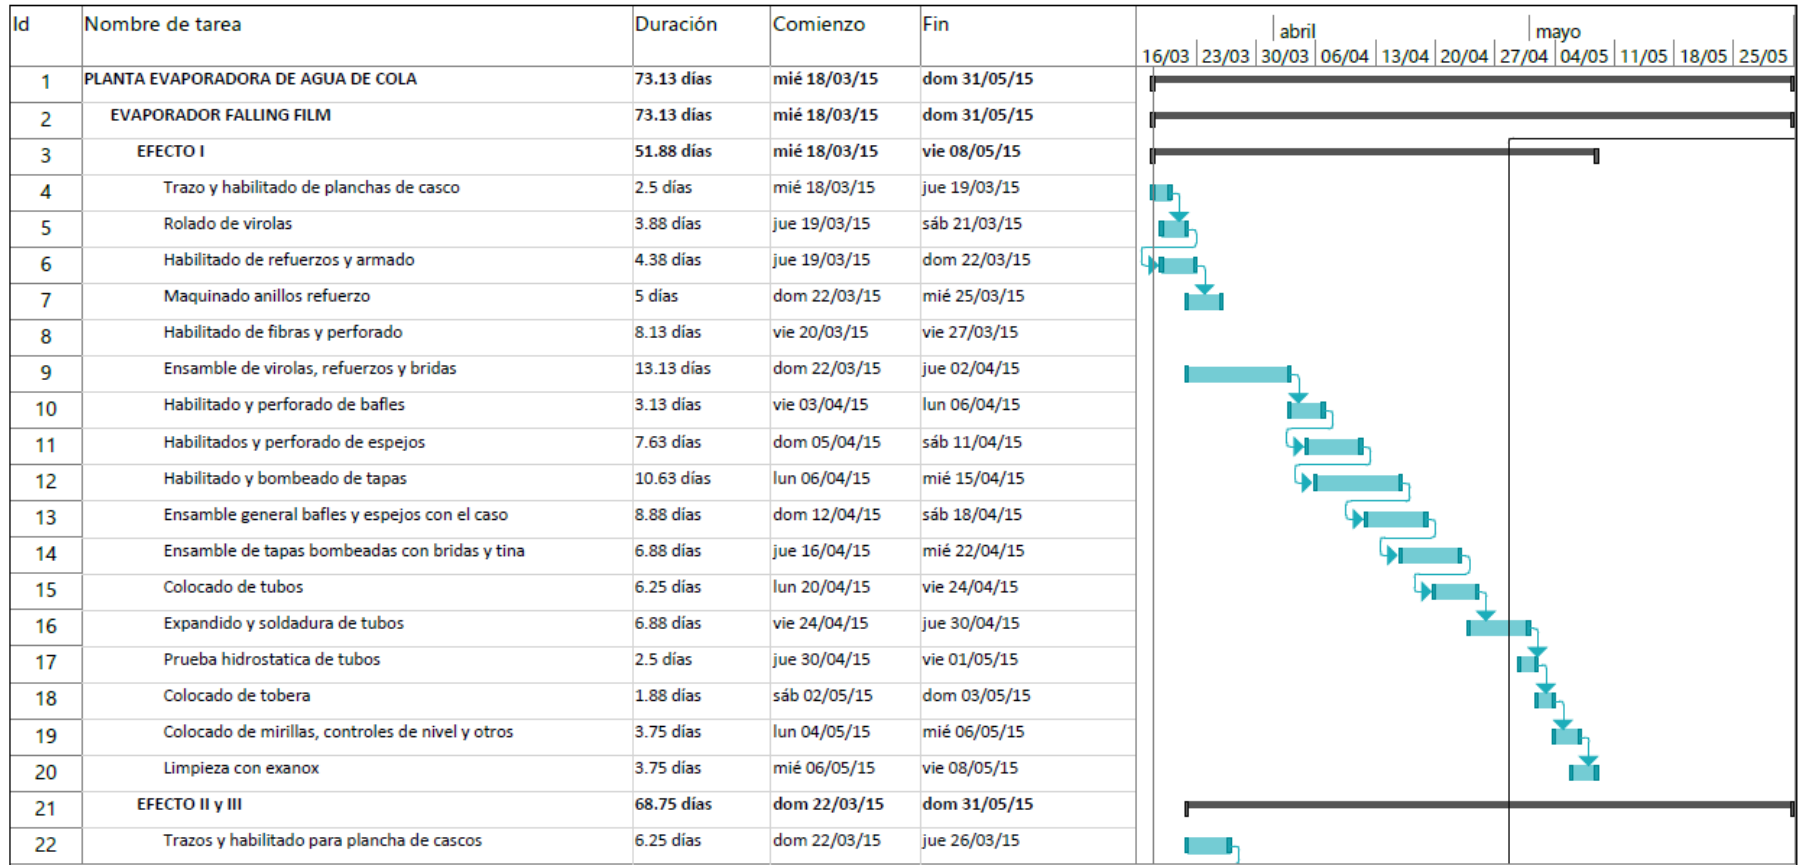 Id Nombre de tarea Duración Comienzo Fin
abril mayo
16/03 23/03 30/03 06/04 13/04 20/04 27/04 04/05 11/05 18/05 25/05
1 PLANTA EVAPORADORA DE AGUA DE COLA 73.13 días mié 18/03/15 dom 31/05/15
2 EVAPORADOR FALLING FILM 73.13 días mié 18/03/15 dom 31/05/15
3 EFECTO I 51.88 días mié 18/03/15 vie 08/05/15
4 Trazo y habilitado de planchas de casco 2.5 días mié 18/03/15 jue 19/03/15
5 Rolado de virolas 3.88 días jue 19/03/15 sáb 21/03/15
6 Habilitado de refuerzos y armado 4.38 días jue 19/03/15 dom 22/03/15
7 Maquinado anillos refuerzo 5 días dom 22/03/15 mié 25/03/15
8 Habilitado de fibras y perforado 8.13 días vie 20/03/15 vie 27/03/15
9 Ensamble de virolas, refuerzos y bridas 13.13 días dom 22/03/15 jue 02/04/15
10 Habilitado y perforado de bafles 3.13 días vie 03/04/15 lun 06/04/15
11 Habilitados y perforado de espejos 7.63 días dom 05/04/15 sáb 11/04/15
12 Habilitado y bombeado de tapas 10.63 días lun 06/04/15 mié 15/04/15
13 Ensamble general bafles y espejos con el caso 8.88 días dom 12/04/15 sáb 18/04/15
14 Ensamble de tapas bombeadas con bridas y tina 6.88 días jue 16/04/15 mié 22/04/15
15 Colocado de tubos 6.25 días lun 20/04/15 vie 24/04/15
16 Expandido y soldadura de tubos 6.88 días vie 24/04/15 jue 30/04/15
17 Prueba hidrostatica de tubos 2.5 días jue 30/04/15 vie 01/05/15
18 Colocado de tobera 1.88 días sáb 02/05/15 dom 03/05/15
19 Colocado de mirillas, controles de nivel y otros 3.75 días lun 04/05/15 mié 06/05/15
20 Limpieza con exanox 3.75 días mié 06/05/15 vie 08/05/15
21 EFECTO II y III 68.75 días dom 22/03/15 dom 31/05/15
22 Trazos y habilitado para plancha de cascos 6.25 días dom 22/03/15 jue 26/03/15